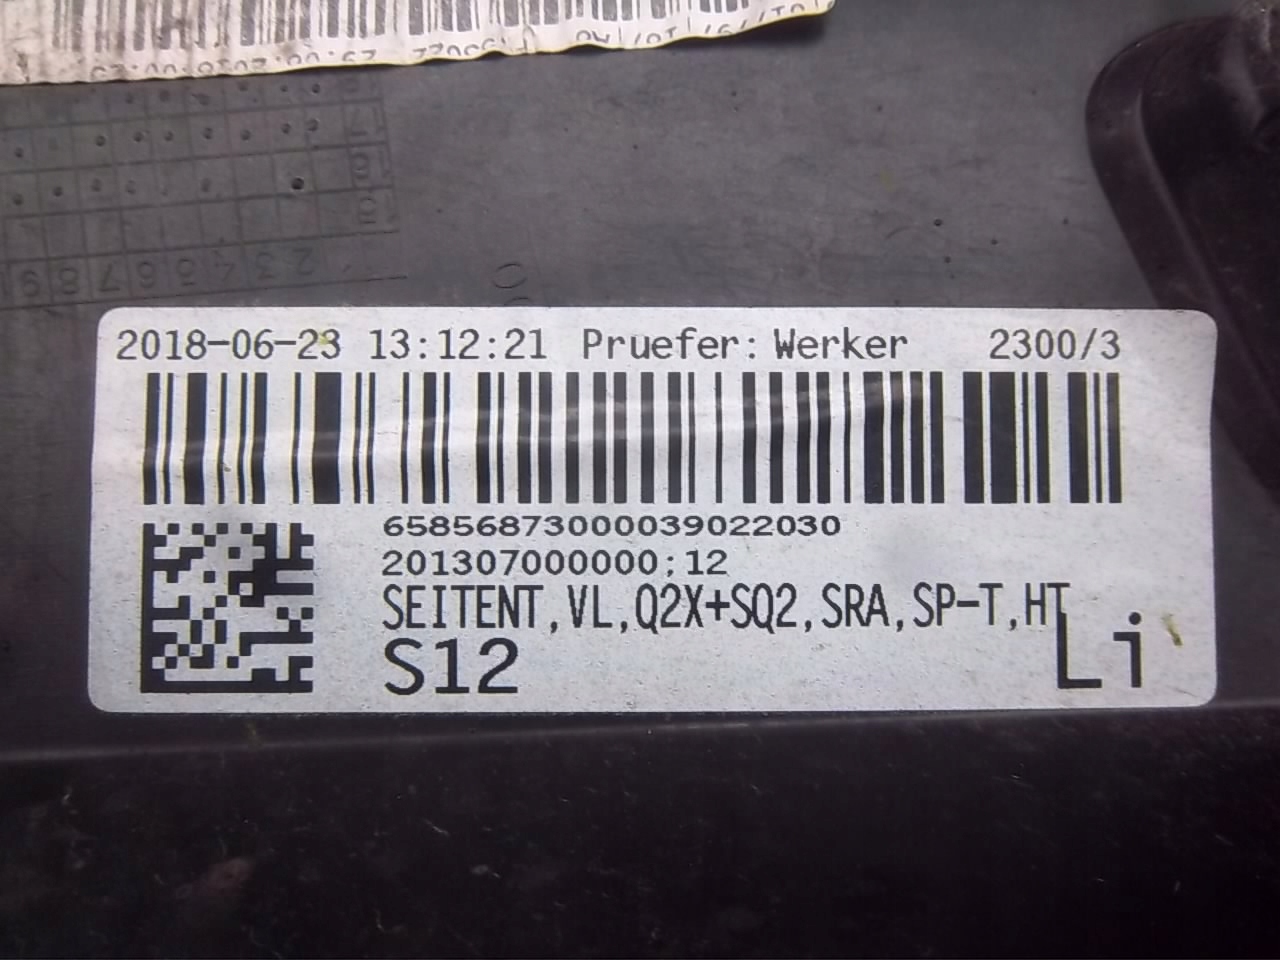 2018-06-23 13:12:21 Pruefer: Werker 2300/3
65856873000039022030
201307000000;12
SEITENT,VL,Q2X+SQ2,SRA,SP-T,HT
S12 Li